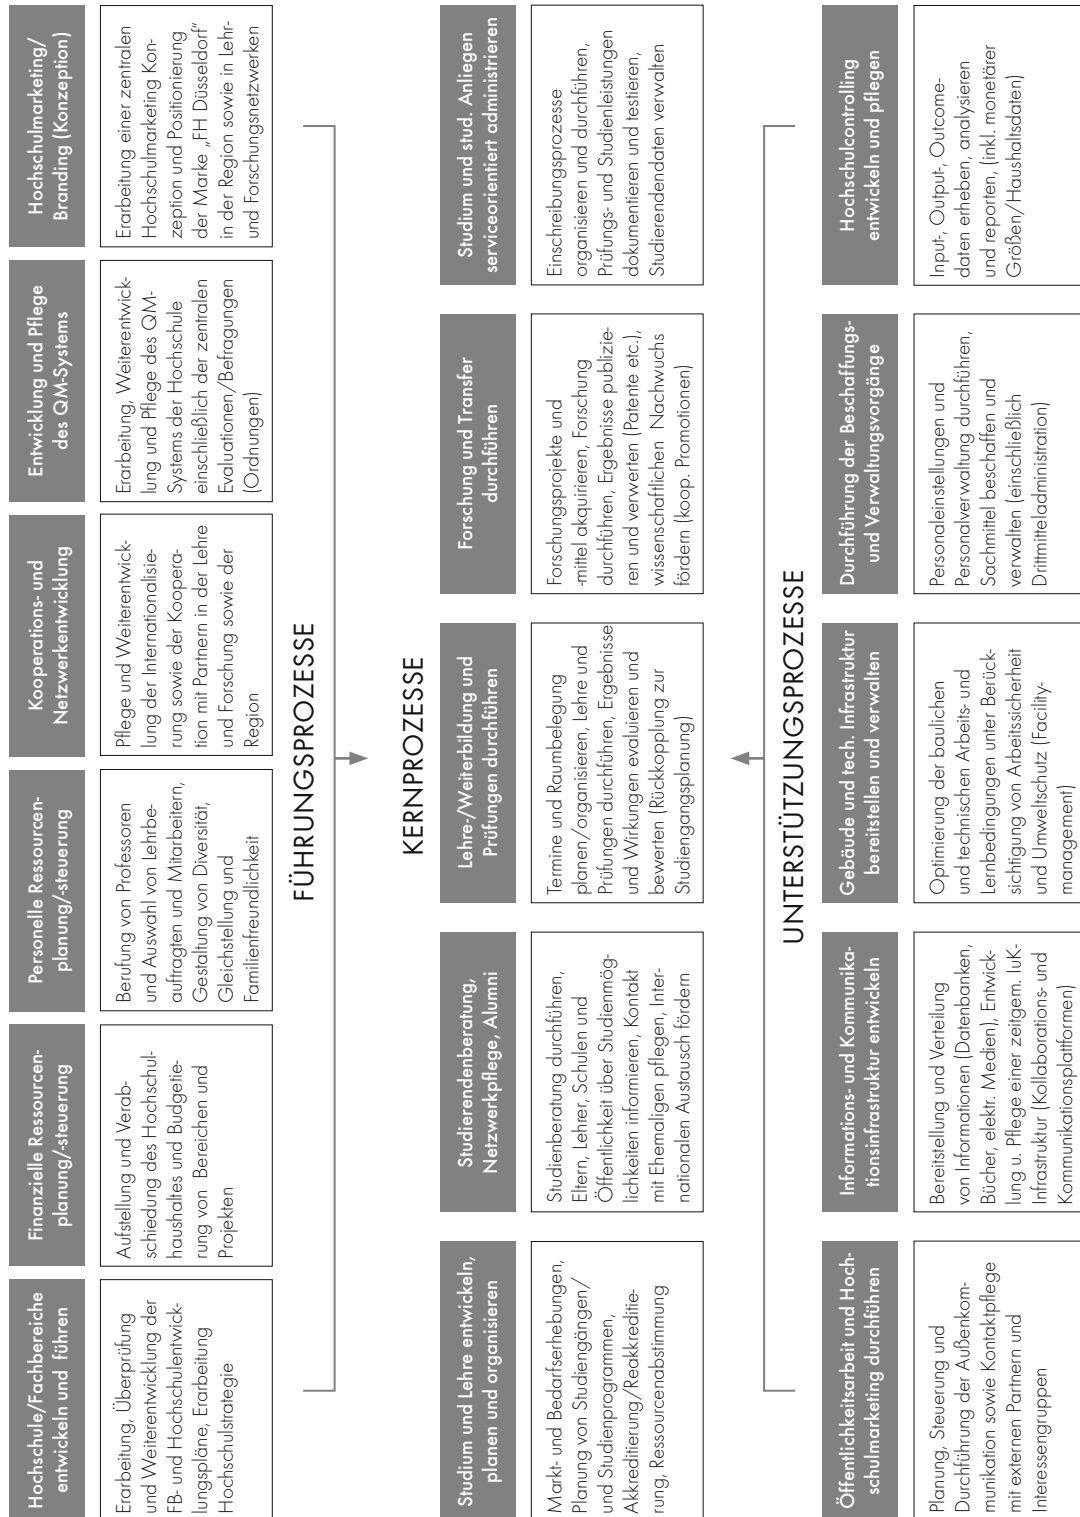 Hochschule/Fachbereiche
entwickeln und führen
Erarbeitung, Überprüfung
und Weiterentwicklung der
FB- und Hochschulentwick-
lungspläne, Erarbeitung
Hochschulstrategie
Finanzielle Ressourcen-
planung/-steuerung
Aufstellung und Verab-
schiedung des Hochschul-
haushaltes und Budgetie-
rung von Bereichen und
Projekten
Personelle Ressourcen-
planung/-steuerung
Berufung von Professoren
und Auswahl von Lehrbe-
auftragten und Mitarbeitern,
Gestaltung von Diversität,
Gleichstellung und
Familienfreundlichkeit
Kooperations- und
Netzwerkentwicklung
Pflege und Weiterentwick-
lung der Internationalisie-
rung sowie der Koopera-
tion mit Partnern in der Lehre
und Forschung sowie der
Region
Entwicklung und Pflege
des QM-Systems
Erarbeitung, Weiterentwick-
lung und Pflege des QM-
Systems der Hochschule
einschließlich der zentralen
Evaluationen/Befragungen
(Ordnungen)
Hochschulmarketing/
Branding (Konzeption)
Erarbeitung einer zentralen
Hochschulmarketing Kon-
zeption und Positionierung
der Marke „FH Düsseldorf“
in der Region sowie in Lehr-
und Forschungsnetzwerken
FÜHRUNGSPROZESSE
KERNPROZESSE
Studium und Lehre entwickeln,
planen und organisieren
Markt- und Bedarfserhebungen,
Planung von Studiengängen/
und Studienprogrammen,
Akkreditierung/Reakkreditie-
rung, Ressourcenabstimmung
Studierendenberatung,
Netzwerkpflege, Alumni
Studienberatung durchführen,
Eltern, Lehrer, Schulen und
Öffentlichkeit über Studienmög-
lichkeiten informieren, Kontakt
mit Ehemaligen pflegen, Inter-
nationalen Austausch fördern
Lehre-/Weiterbildung und
Prüfungen durchführen
Termine und Raumbelegung
planen/organisieren, Lehre und
Prüfungen durchführen, Ergebnisse
und Wirkungen evaluieren und
bewerten (Rückkopplung zur
Studiengangsplanung)
Forschung und Transfer
durchführen
Forschungsprojekte und
-mittel akquirieren, Forschung
durchführen, Ergebnisse publizie-
ren und verwerten (Patente etc.),
wissenschaftlichen Nachwuchs
fördern (koop. Promotionen)
Studium und stud. Anliegen
serviceorientiert administrieren
Einschreibungsprozesse
organisieren und durchführen,
Prüfungs- und Studienleistungen
dokumentieren und testieren,
Studierendendaten verwalten
UNTERSTÜTZUNGSPROZESSE
Öffentlichkeitsarbeit und Hoch-
schulmarketing durchführen
Planung, Steuerung und
Durchführung der Außenkom-
munikation sowie Kontaktpflege
mit externen Partnern und
Interessengruppen
Informations- und Kommunika-
tionsinfrastruktur entwickeln
Bereitstellung und Verteilung
von Informationen (Datenbanken,
Bücher, elektr. Medien), Entwick-
lung u. Pflege einer zeitgem. IuK-
Infrastruktur (Kollaborations- und
Kommunikationsplattformen)
Gebäude und tech. Infrastruktur
bereitstellen und verwalten
Optimierung der baulichen
und technischen Arbeits- und
Lernbedingungen unter Berück-
sichtigung von Arbeitssicherheit
und Umweltschutz (Facility-
management)
Durchführung der Beschaffungs-
und Verwaltungsvorgänge
Personaleinstellungen und
Personalverwaltung durchführen,
Sachmittel beschaffen und
verwalten (einschließlich
Drittmitteladministration)
Hochschulcontrolling
entwickeln und pflegen
Input-, Output-, Outcome-
daten erheben, analysieren
und reporten, (inkl. monetärer
Größen/Haushaltsdaten)